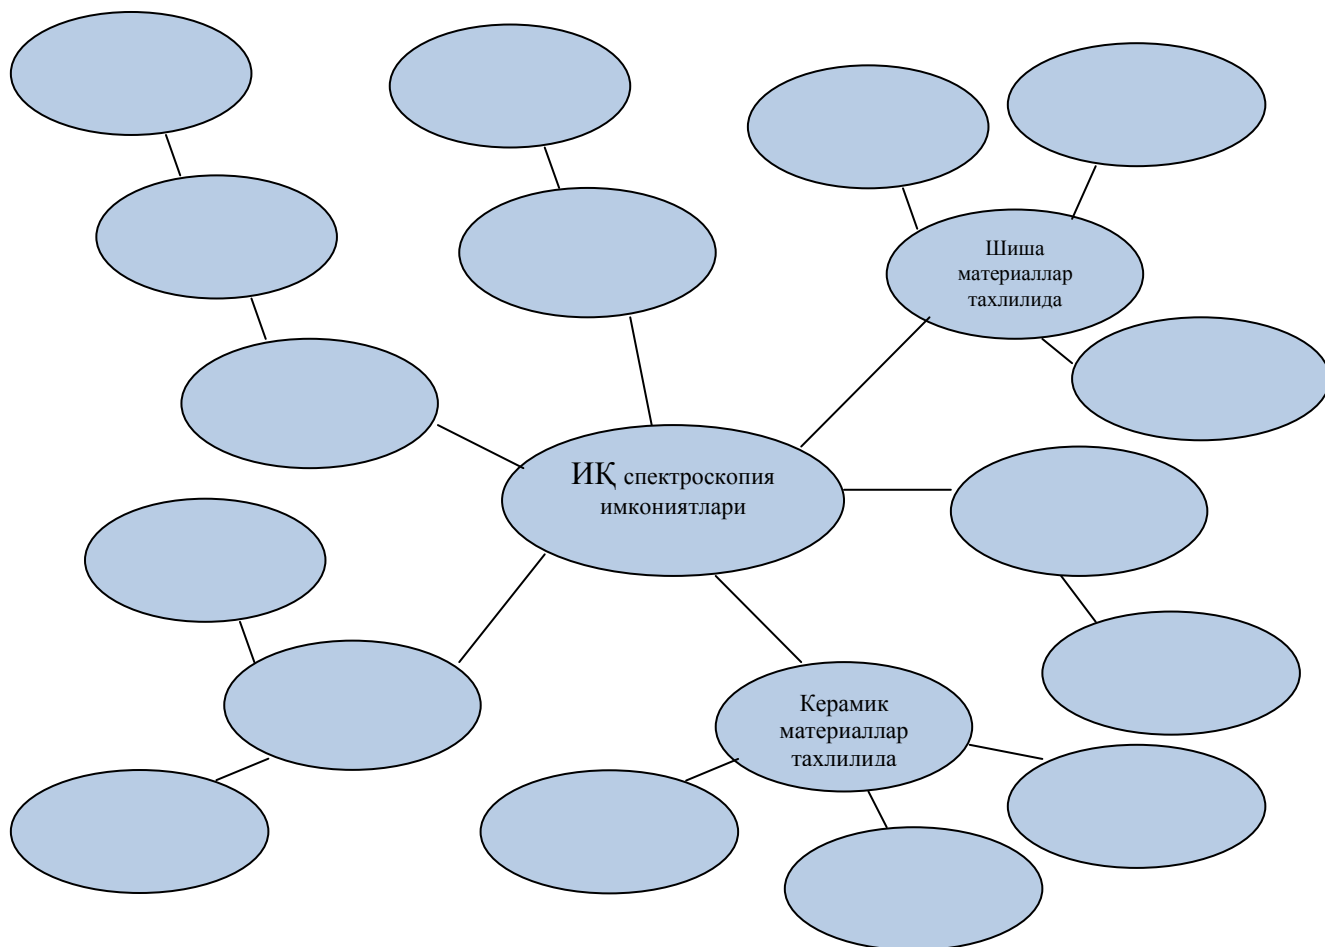 Шиша
материаллар
тахлилида
ИҚ спектроскопия
имкониятлари
Керамик
материаллар
тахлилида